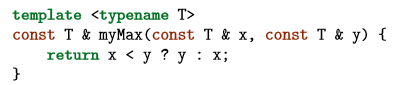 template <typename T>
const T & myMax(const T & x, const T & y) {
    return x < y ? y : x;
}